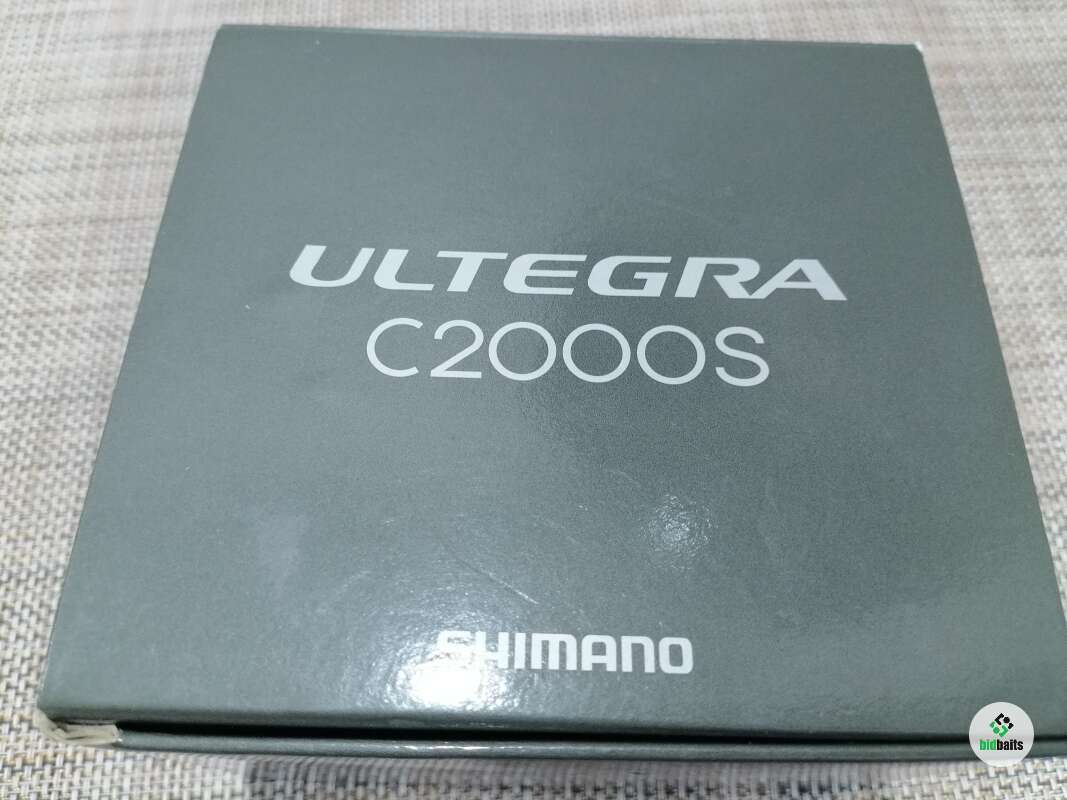 ULTEGRA
C2000S
SHIMANO
bidbaits